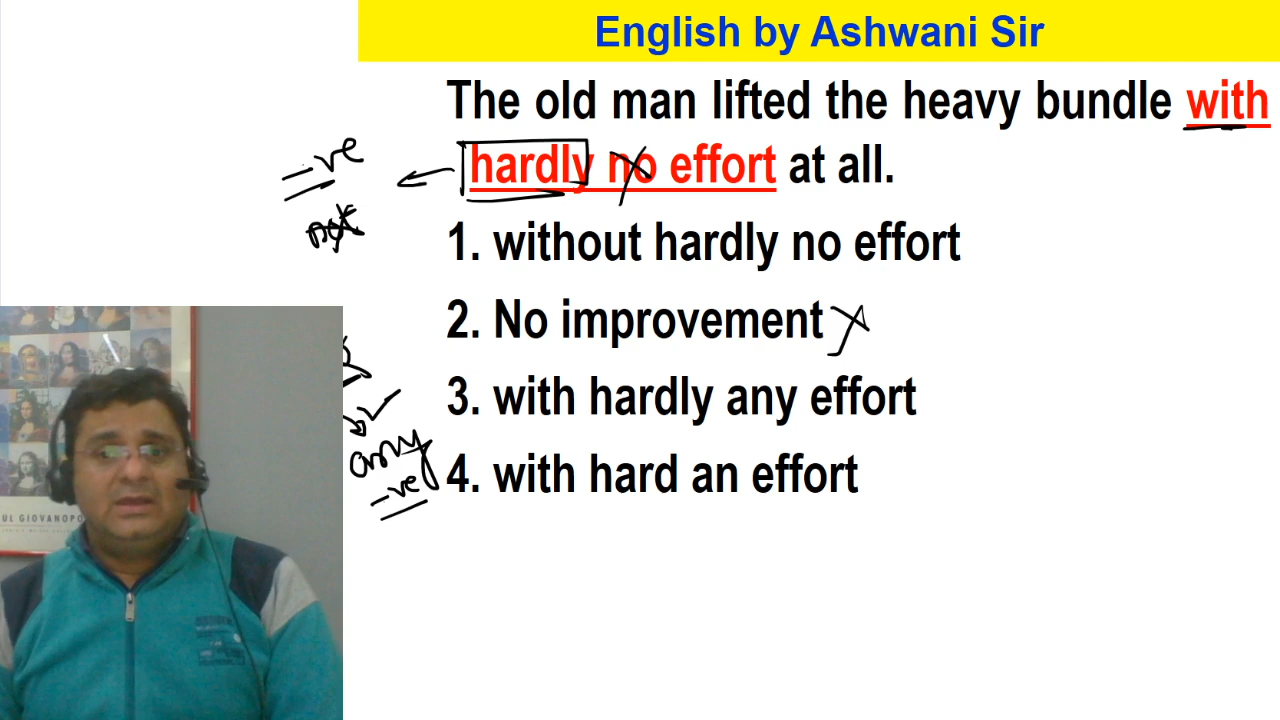 English by Ashwani Sir
The old man lifted the heavy bundle with
hardly no effort at all.
-ve
not
1. without hardly no effort
2. No improvement
3. with hardly any effort
any
-ve
4. with hard an effort
UL GIOVANOPO